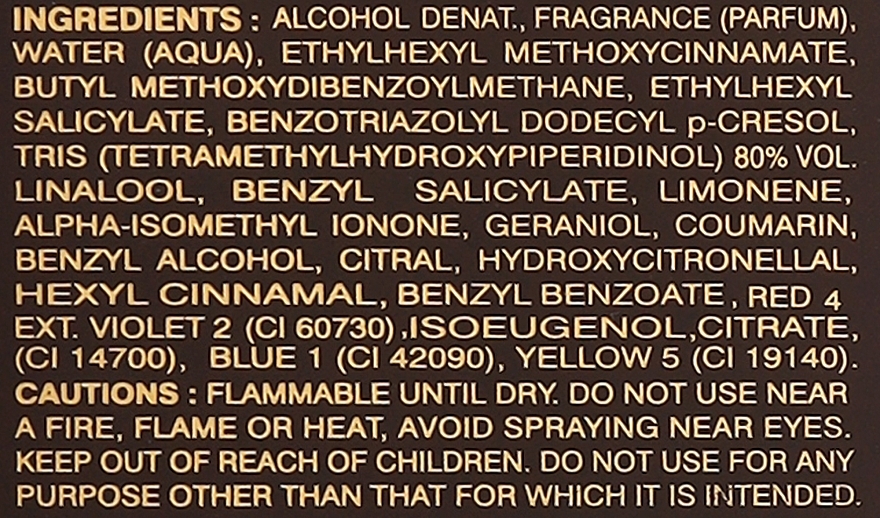 INGREDIENTS : ALCOHOL DENAT., FRAGRANCE (PARFUM),
WATER (AQUA), ETHYLHEXYL METHOXYCINNAMATE,
BUTYL METHOXYDIBENZOYLMETHANE, ETHYLHEXYL
SALICYLATE, BENZOTRIAZOLYL DODECYL p-CRESOL,
TRIS (TETRAMETHYLHYDROXYPIPERIDINOL) 80% VOL.
LINALOOL, BENZYL SALICYLATE, LIMONENE,
ALPHA-ISOMETHYL IONONE, GERANIOL, COUMARIN,
BENZYL ALCOHOL, CITRAL, HYDROXYCITRONELLAL,
HEXYL CINNAMAL, BENZYL BENZOATE, RED 4
EXT. VIOLET 2 (CI 60730) ,ISOEUGENOL,CITRATE,
(CI 14700), BLUE 1 (CI 42090), YELLOW 5 (CI 19140).
CAUTIONS : FLAMMABLE UNTIL DRY. DO NOT USE NEAR
A FIRE, FLAME OR HEAT, AVOID SPRAYING NEAR EYES.
KEEP OUT OF REACH OF CHILDREN. DO NOT USE FOR ANY
PURPOSE OTHER THAN THAT FOR WHICH IT IS INTENDED.